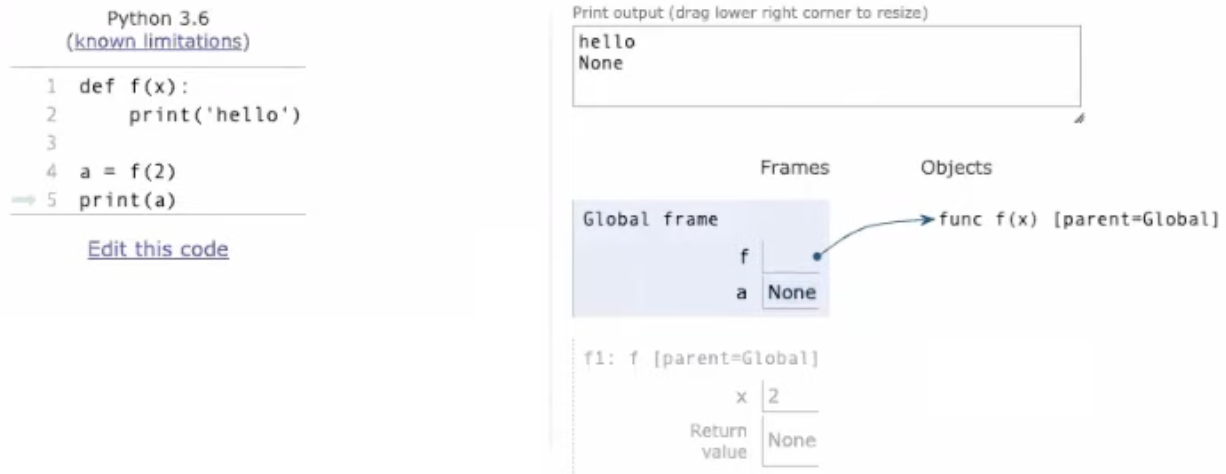 Python 3.6
(known limitations)
1 def f(x):
2     print('hello')
3
4 a = f(2)
5 print(a)
Edit this code
Print output (drag lower right corner to resize)
hello
None
Frames Objects
Global frame
f
a None
func f(x) [parent=Global]
f1: f [parent=Global]
x 2
Return
value None